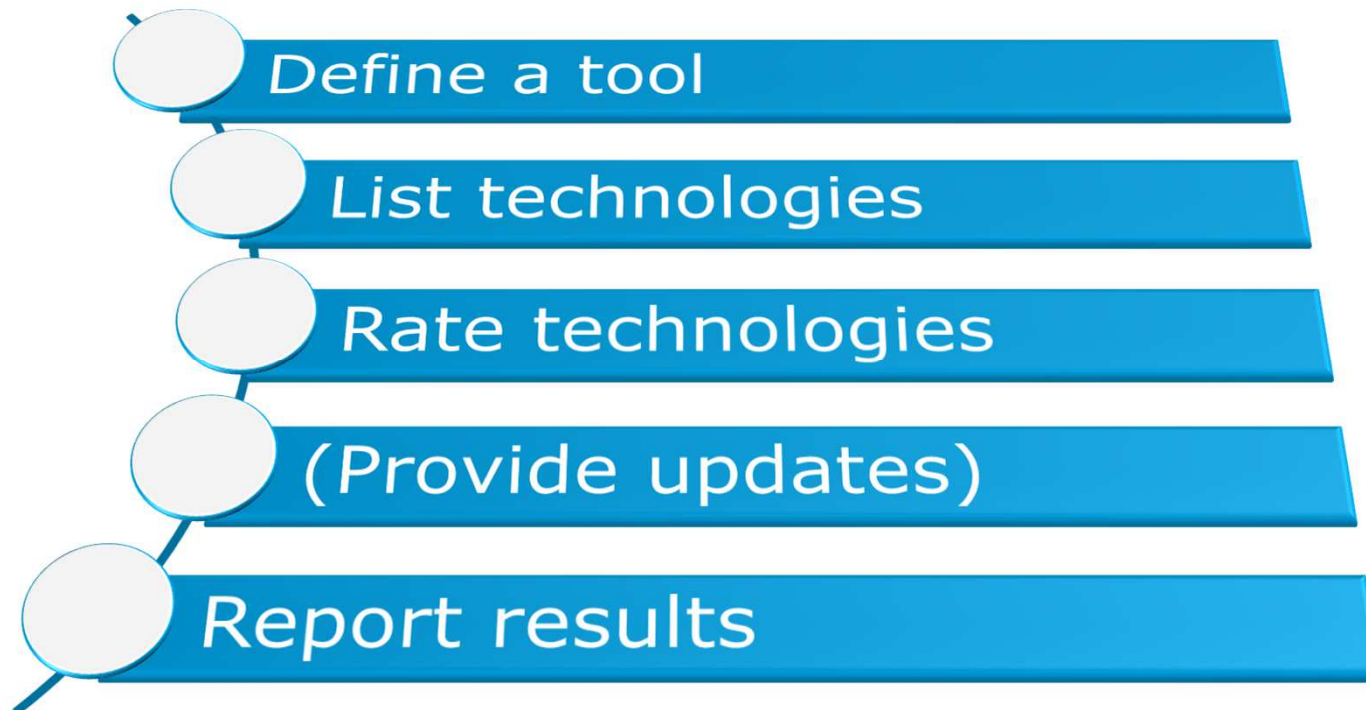 Define a tool
List technologies
Rate technologies
(Provide updates)
Report results